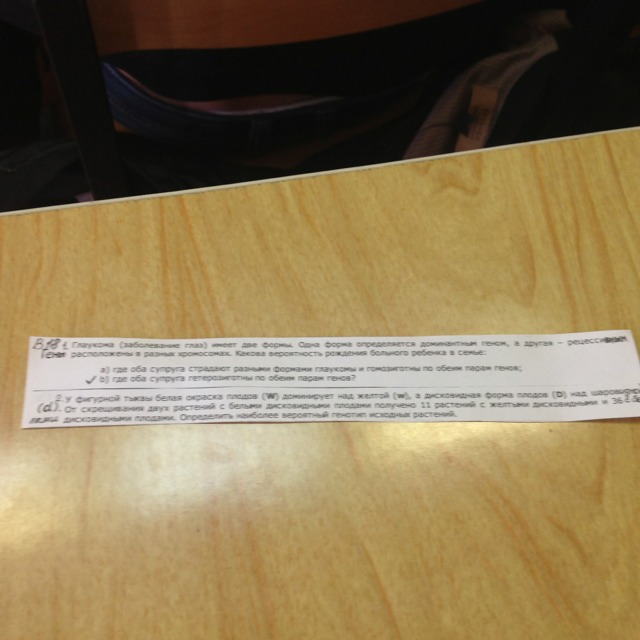 1. Глаукома (заболевание глаз) имеет две формы. Одна форма определяется доминантным геном, а другая – рецессивным
Гены расположены в разных хромосомах. Какова вероятность рождения больного ребенка в семье:
a) где оба супруга страдают разными формами глаукомы и гомозиготны по обеим парам генов;
✓ b) где оба супруга гетерозиготны по обеим парам генов?
2. У фигурной тыквы белая окраска плодов (W) доминирует над желтой (w), а дисковидная форма плодов (D) над
(d). От скрещивания двух растений с белыми дисковидными плодами получено 11 растений с желтыми дисковидными и
дисковидными плодами. Определить наиболее верный генотип исходных растений.